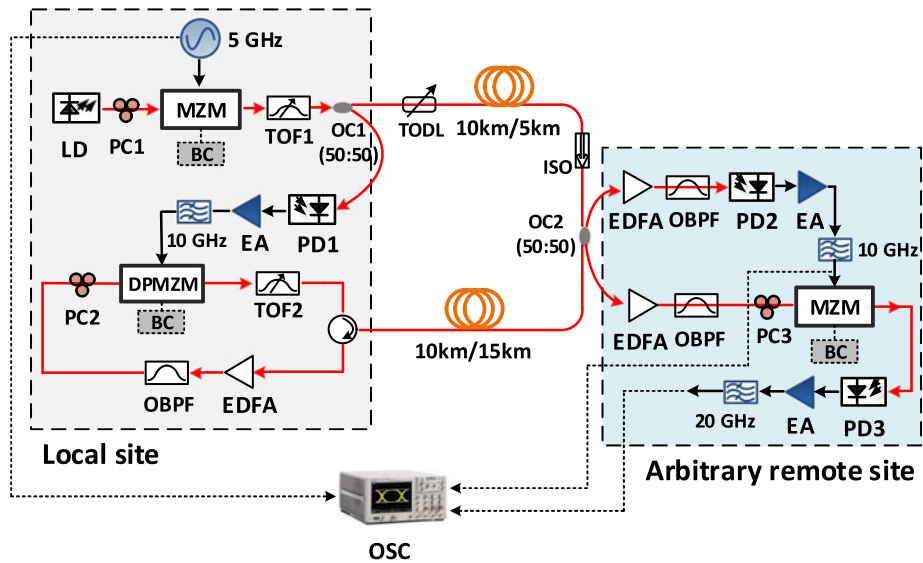 5 GHz
MZM
LD
PC1
BC
TOF1
OC1
(50:50)
TODL
10km/5km
ISO
10 GHz
EA
PD1
OC2
(50:50)
EDFA
OBPF
PD2
EA
10 GHz
PC2
DPMZM
BC
TOF2
OBPF
EDFA
10km/15km
EDFA
OBPF
PC3
MZM
BC
20 GHz
EA
PD3
Local site
Arbitrary remote site
OSC